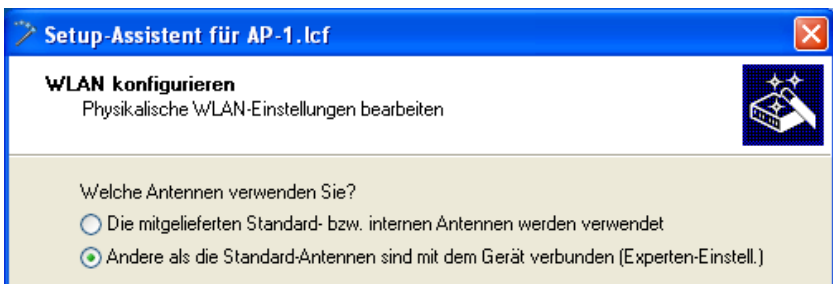 Setup-Assistent für AP-1.lcf
WLAN konfigurieren
Physikalische WLAN-Einstellungen bearbeiten
Welche Antennen verwenden Sie?
Die mitgelieferten Standard- bzw. internen Antennen werden verwendet
Andere als die Standard-Antennen sind mit dem Gerät verbunden (Experten-Einstell.)